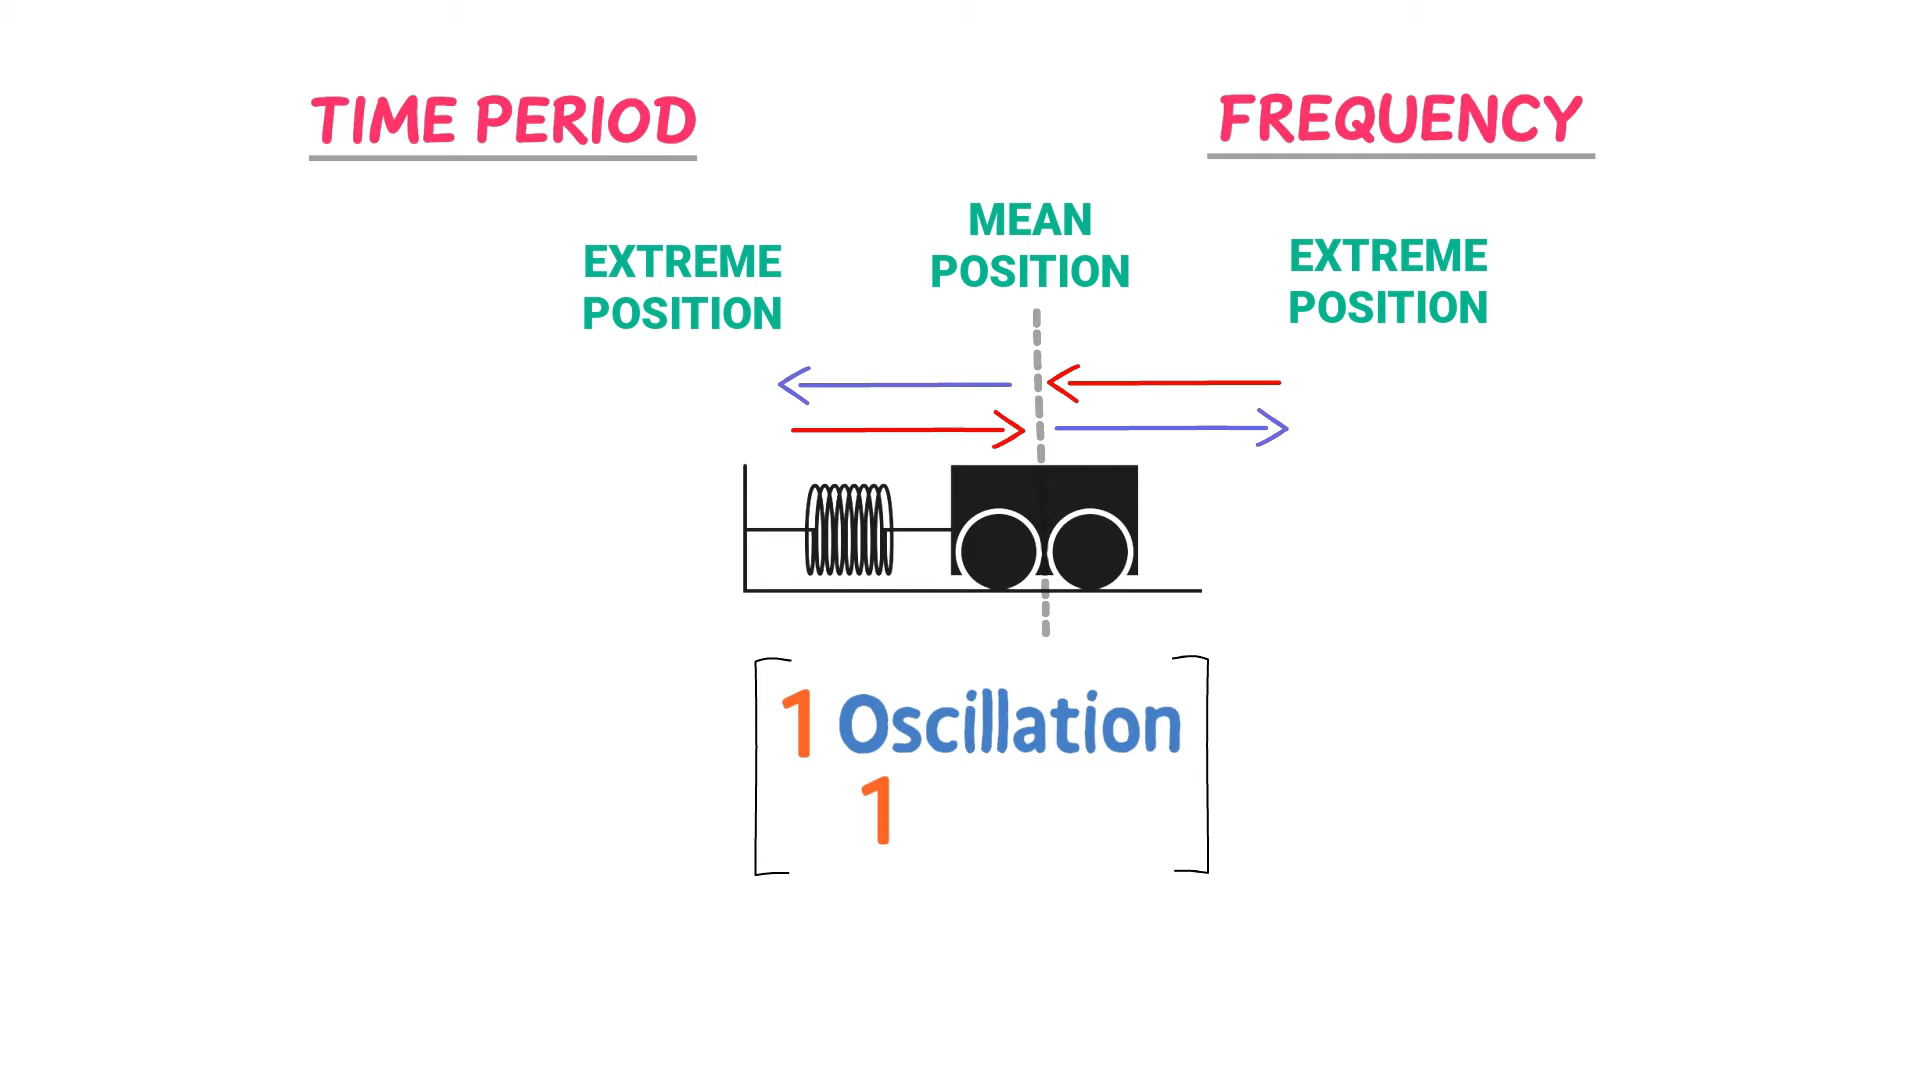 TIME PERIOD
FREQUENCY
MEAN
POSITION
EXTREME
POSITION
EXTREME
POSITION
1 Oscillation
1